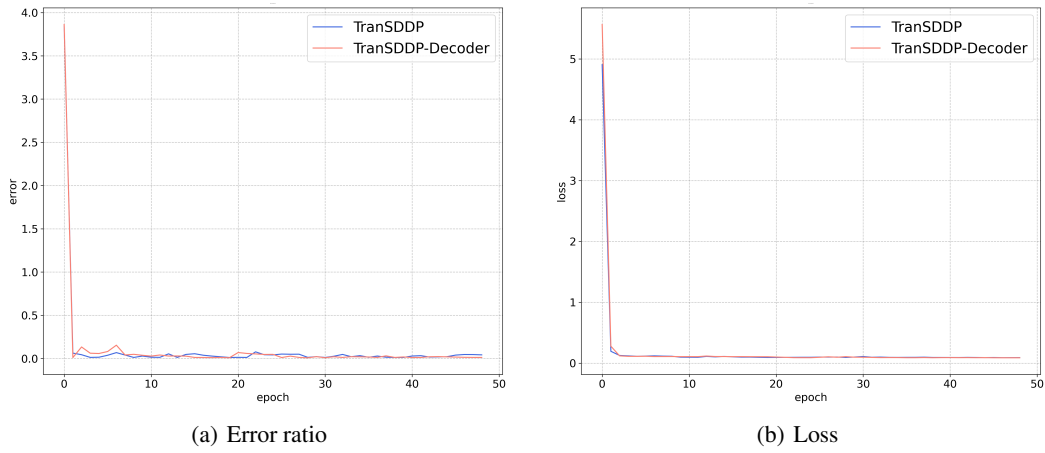 4.0
3.5
3.0
2.5
2.0
1.5
1.0
0.5
0.0
error
0
10
20
30
40
50
epoch
TranSDDP
TranSDDP-Decoder
(a) Error ratio
5
4
3
2
1
0
loss
0
10
20
30
40
50
epoch
TranSDDP
TranSDDP-Decoder
(b) Loss